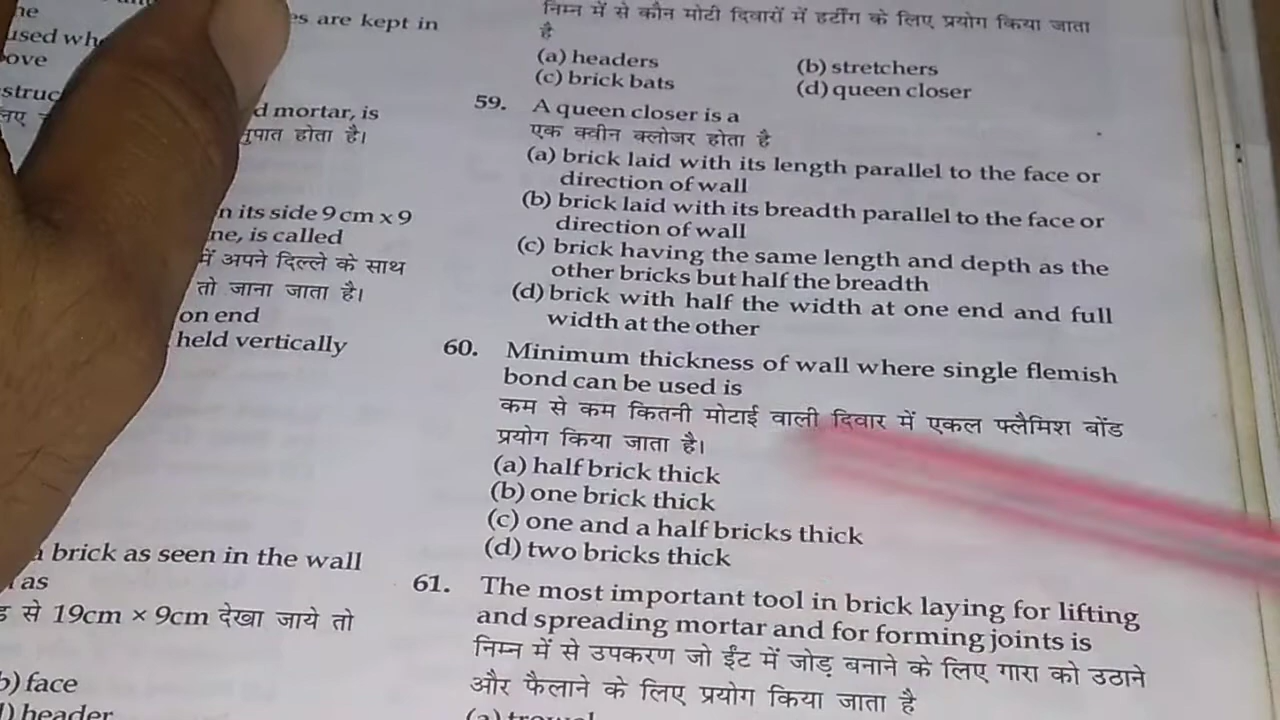 es are kept in
ove
d mortar, is
नुपात होता है।
n its side 9 cm x 9
ne, is called
में अपने दिल्ले के साथ
तो जाना जाता है।
on end
held vertically
brick as seen in the wall
as
से 19cm × 9cm देखा जाये तो
b) face
header
निम्न में से कौन मोटी दिवारों में हर्टींग के लिए प्रयोग किया जाता
है
(a) headers (b) stretchers
(c) brick bats (d) queen closer
59. A queen closer is a
एक क्वीन क्लोजर होता है
(a) brick laid with its length parallel to the face or
direction of wall
(b) brick laid with its breadth parallel to the face or
direction of wall
(c) brick having the same length and depth as the
other bricks but half the breadth
(d) brick with half the width at one end and full
width at the other
60. Minimum thickness of wall where single flemish
bond can be used is
कम से कम कितनी मोटाई वाली दिवार में एकल फ्लैमिश बोंड
प्रयोग किया जाता है।
(a) half brick thick
(b) one brick thick
(c) one and a half bricks thick
(d) two bricks thick
61. The most important tool in brick laying for lifting
and spreading mortar and for forming joints is
निम्न में से उपकरण जो ईंट में जोड़ बनाने के लिए गारा को उठाने
और फैलाने के लिए प्रयोग किया जाता है
(a) trowel